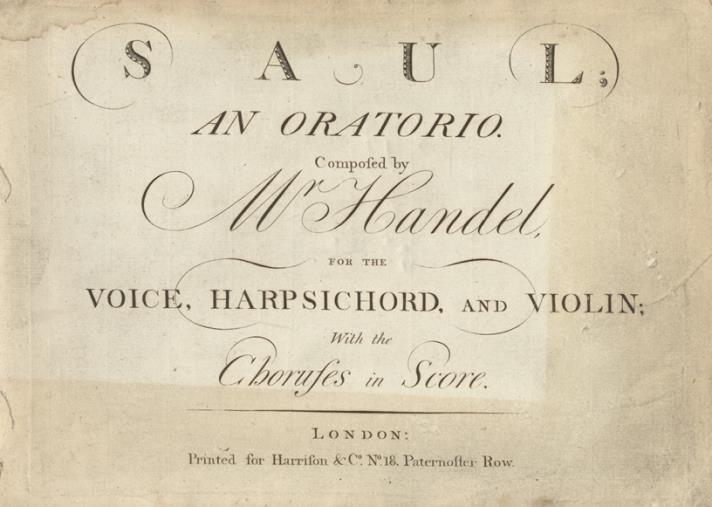 SAUL;
AN ORATORIO.
Compoſed by
Mr Handel,
FOR THE
VOICE, HARPSICHORD, AND VIOLIN;
With the
Choruſes in Score.
LONDON:
Printed for Harriſon & Co. No. 18. Paternoſter Row.